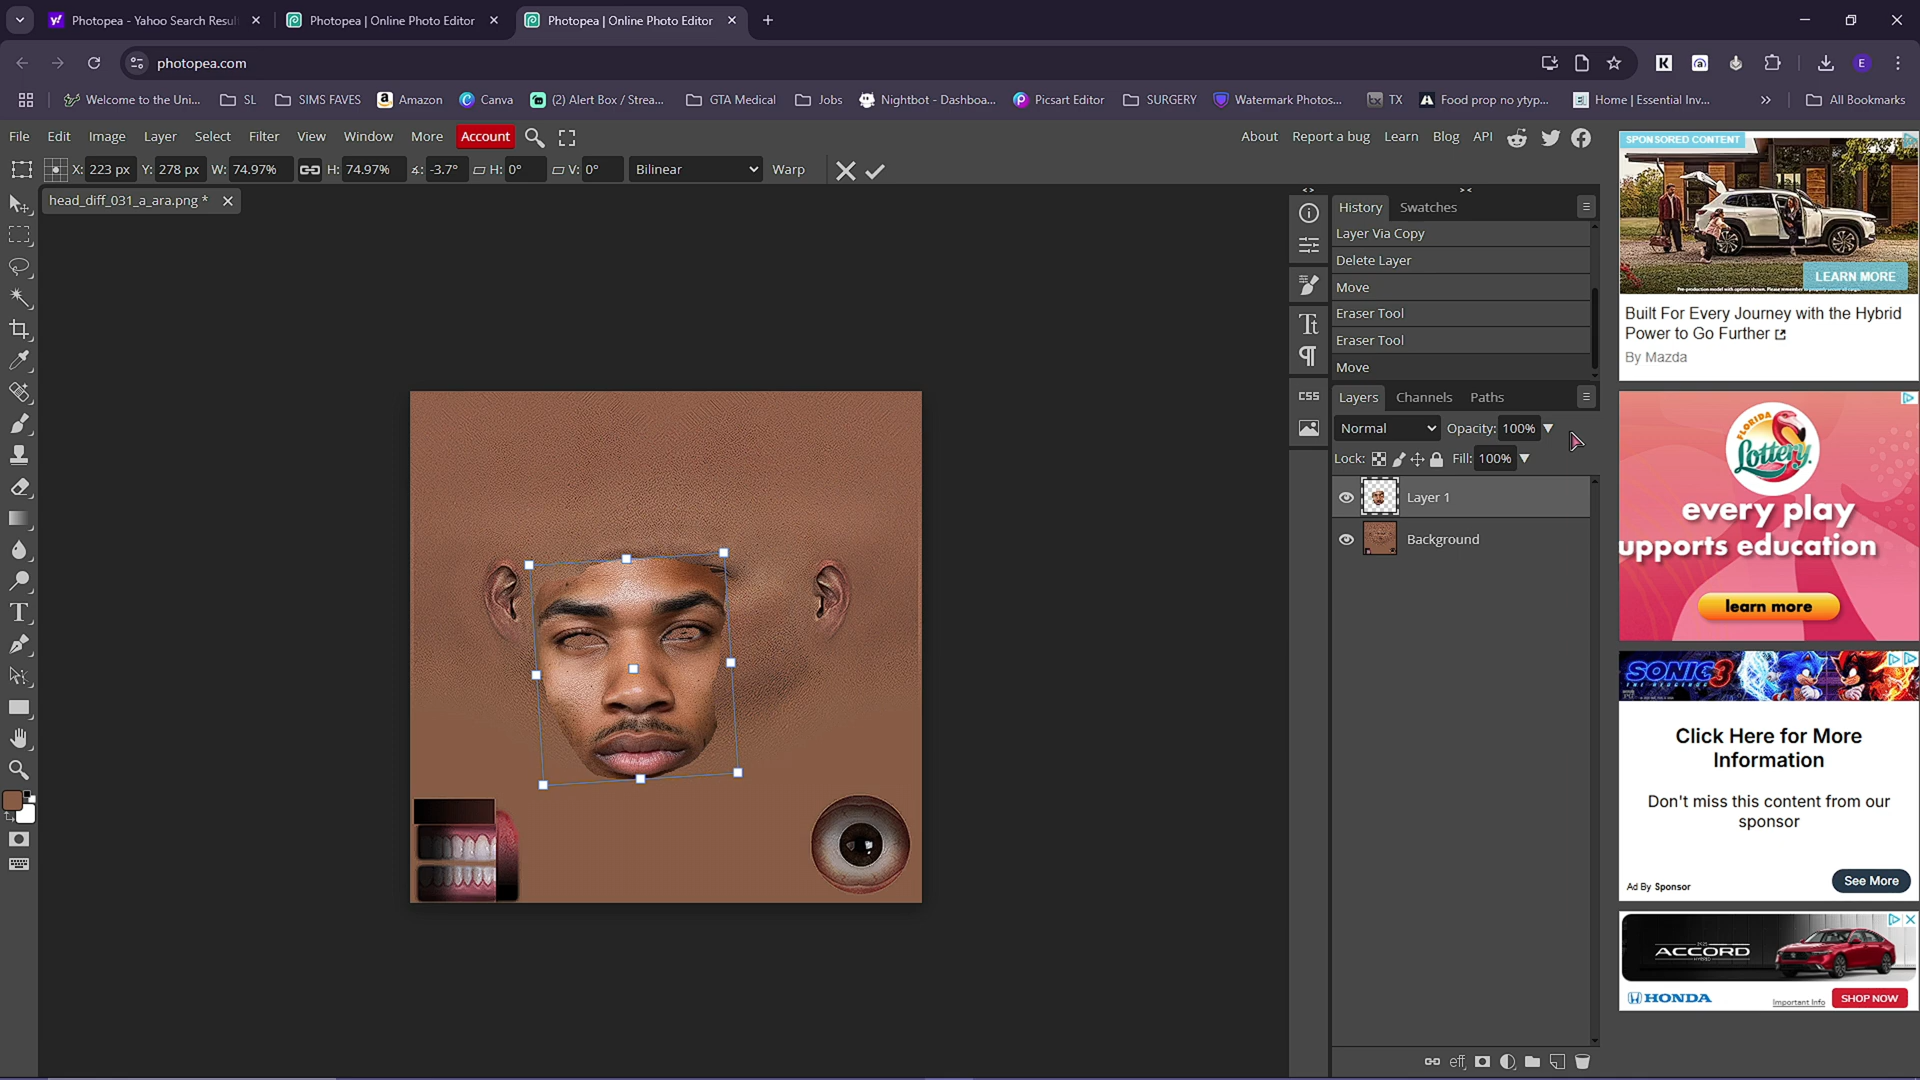 Photopea - Yahoo Search Resul
Photopea | Online Photo Editor
Photopea | Online Photo Editor
photopea.com
K
E
Welcome to the Uni...
SL
SIMS FAVES
Amazon
Canva
(2) Alert Box / Strea...
GTA Medical
Jobs
Nightbot - Dashboa...
Picsart Editor
SURGERY
Watermark Photos...
TX
Food prop no ytyp...
Home | Essential Inv...
All Bookmarks
File Edit Image Layer Select Filter View Window More Account
About Report a bug Learn Blog API
X: 223 px Y: 278 px W: 74.97% H: 74.97% -3.7° H: 0° V: 0° Bilinear Warp
head_diff_031_a_ara.png *
History Swatches
Layer Via Copy
Delete Layer
Move
Eraser Tool
Eraser Tool
Move
CSS
Layers Channels Paths
Normal Opacity: 100%
Lock: Fill: 100%
Layer 1
Background
eff
SPONSORED CONTENT
LEARN MORE
Built For Every Journey with the Hybrid
Power to Go Further
By Mazda
FLORIDA
Lottery
every play
upports education
learn more
SONIC 3
Click Here for More
Information
Don't miss this content from our
sponsor
Ad By Sponsor
See More
ACCORD
HONDA
Important Info
SHOP NOW